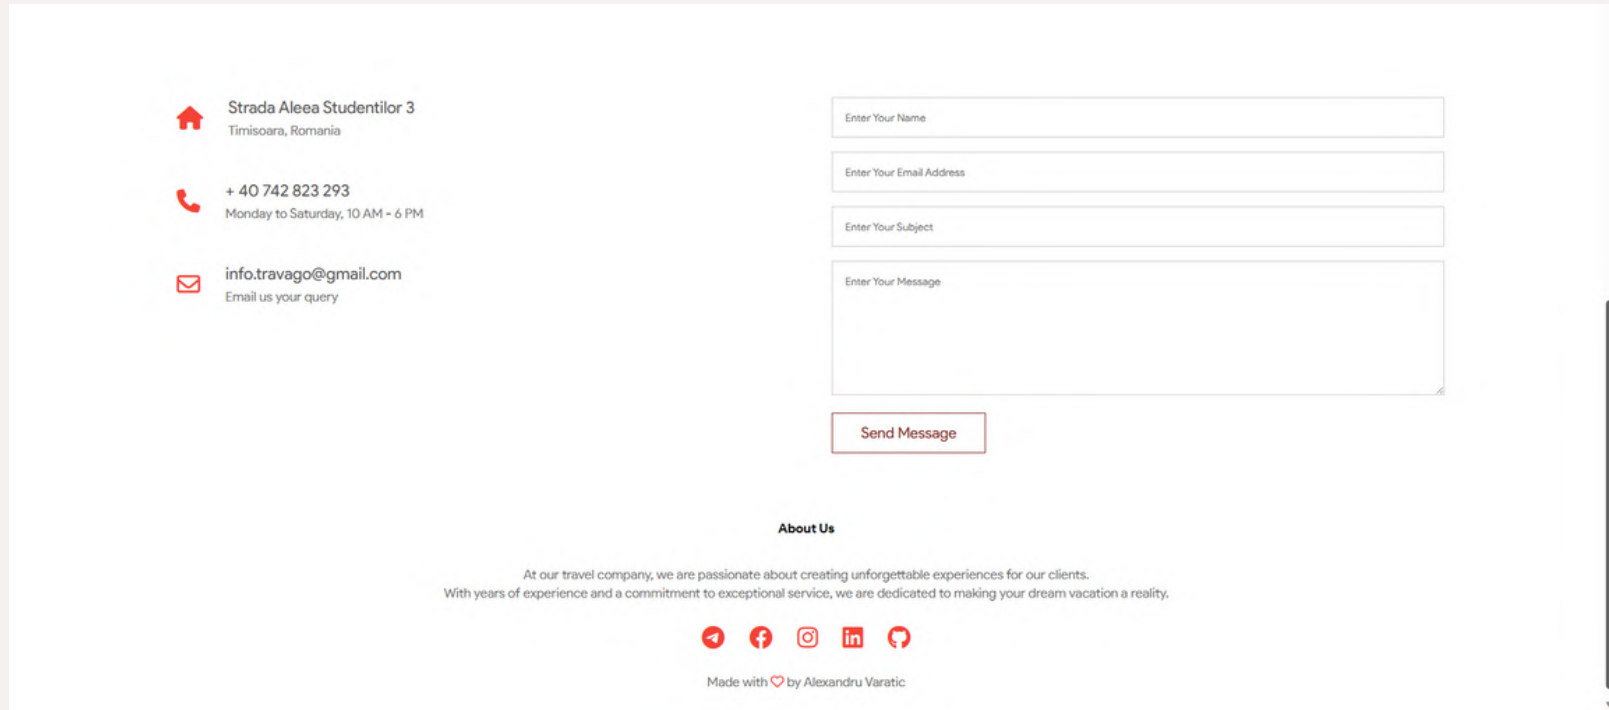 Strada Aleea Studentilor 3
Timisoara, Romania
+ 40 742 823 293
Monday to Saturday, 10 AM - 6 PM
info.travago@gmail.com
Email us your query
Enter Your Name
Enter Your Email Address
Enter Your Subject
Enter Your Message
Send Message
About Us
At our travel company, we are passionate about creating unforgettable experiences for our clients.
With years of experience and a commitment to exceptional service, we are dedicated to making your dream vacation a reality.
Made with ♡ by Alexandru Varatic